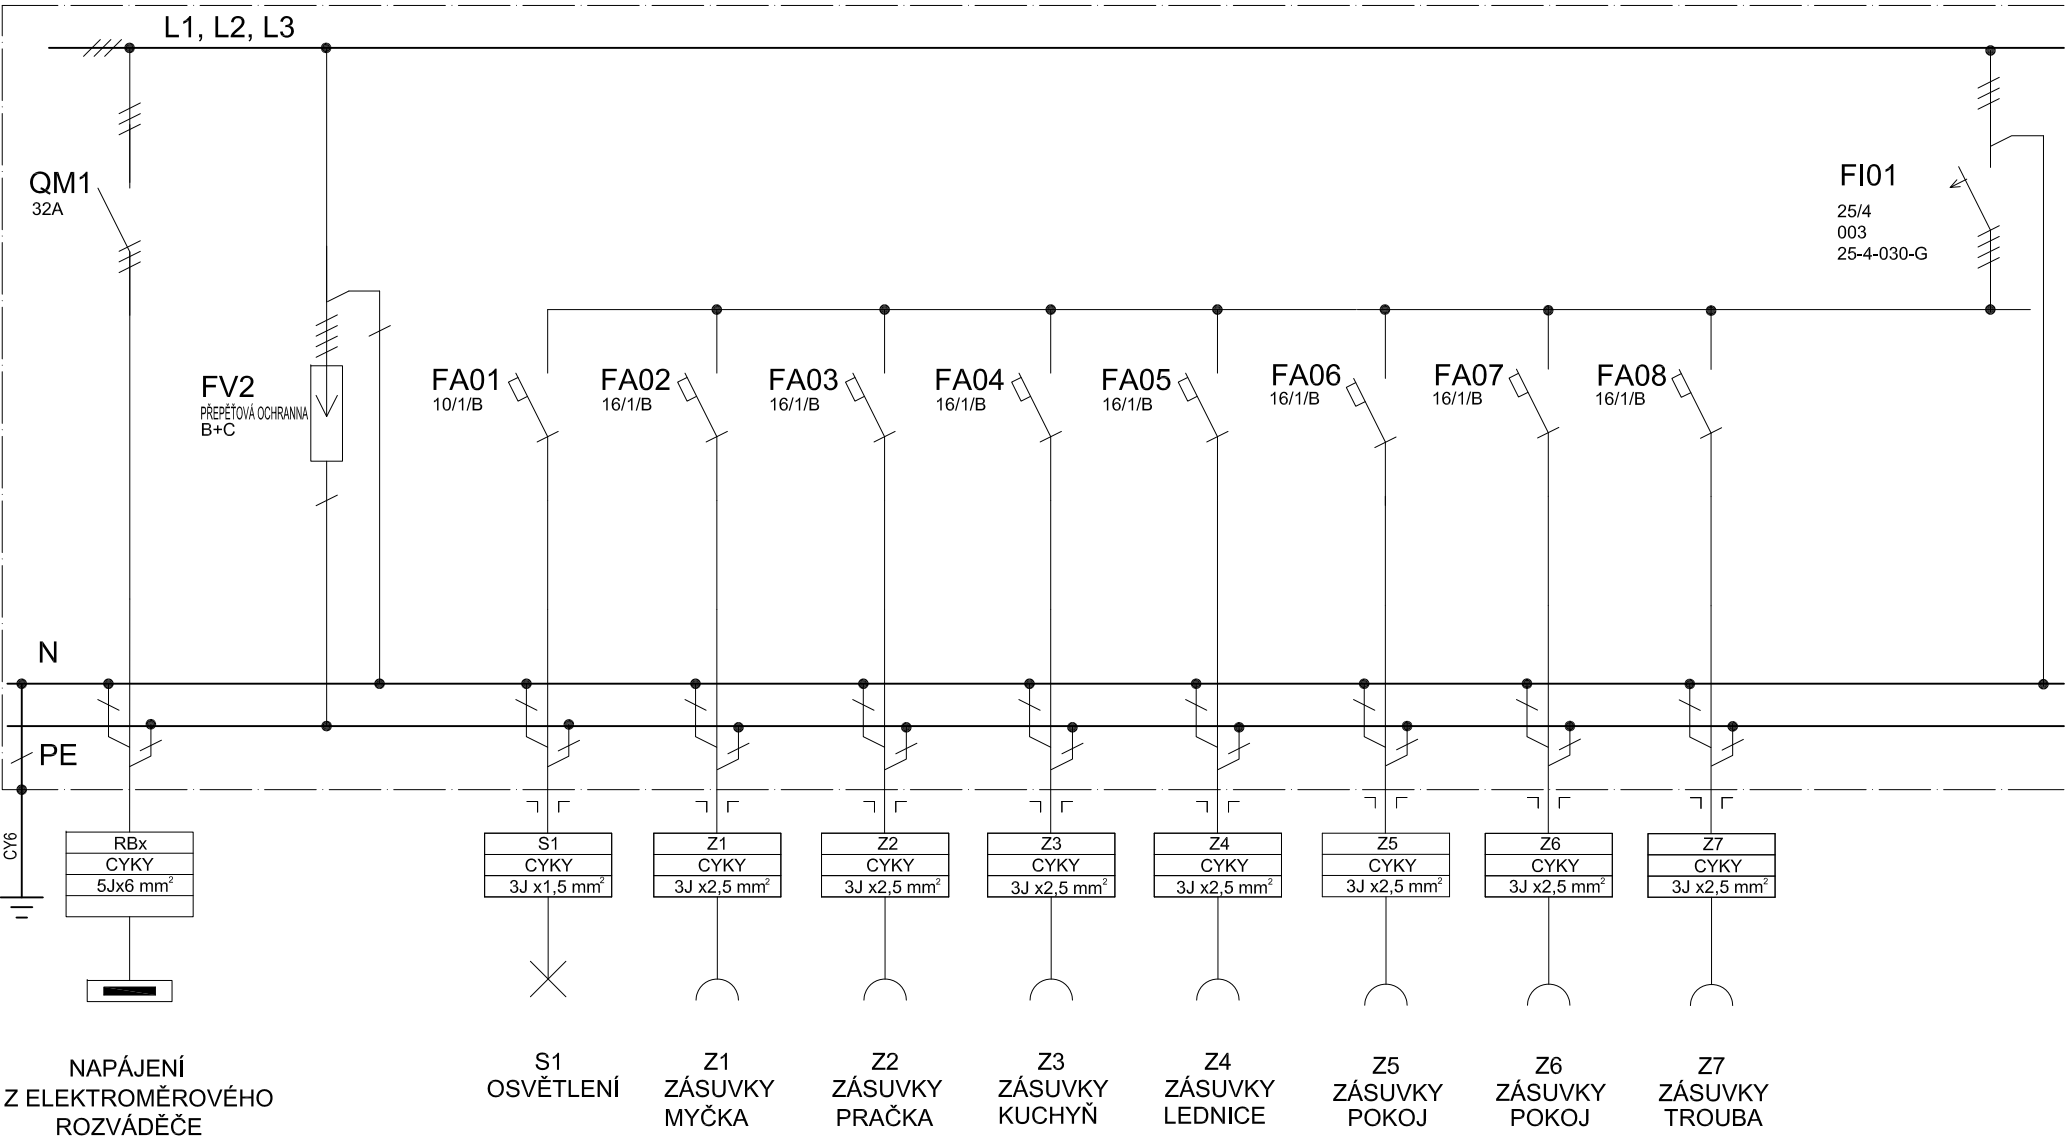 L1, L2, L3
QM1
32A
FI01
25/4
003
25-4-030-G
FV2
PŘEPĚŤOVÁ OCHRANNA
B+C
FA01
10/1/B
FA02
16/1/B
FA03
16/1/B
FA04
16/1/B
FA05
16/1/B
FA06
16/1/B
FA07
16/1/B
FA08
16/1/B
N
PE
CY6
RBx
CYKY
5Jx6 mm²
S1
CYKY
3J x1,5 mm²
Z1
CYKY
3J x2,5 mm²
Z2
CYKY
3J x2,5 mm²
Z3
CYKY
3J x2,5 mm²
Z4
CYKY
3J x2,5 mm²
Z5
CYKY
3J x2,5 mm²
Z6
CYKY
3J x2,5 mm²
Z7
CYKY
3J x2,5 mm²
NAPÁJENÍ
Z ELEKTROMĚROVÉHO
ROZVÁDĚČE
S1
OSVĚTLENÍ
Z1
ZÁSUVKY
MYČKA
Z2
ZÁSUVKY
PRAČKA
Z3
ZÁSUVKY
KUCHYŇ
Z4
ZÁSUVKY
LEDNICE
Z5
ZÁSUVKY
POKOJ
Z6
ZÁSUVKY
POKOJ
Z7
ZÁSUVKY
TROUBA